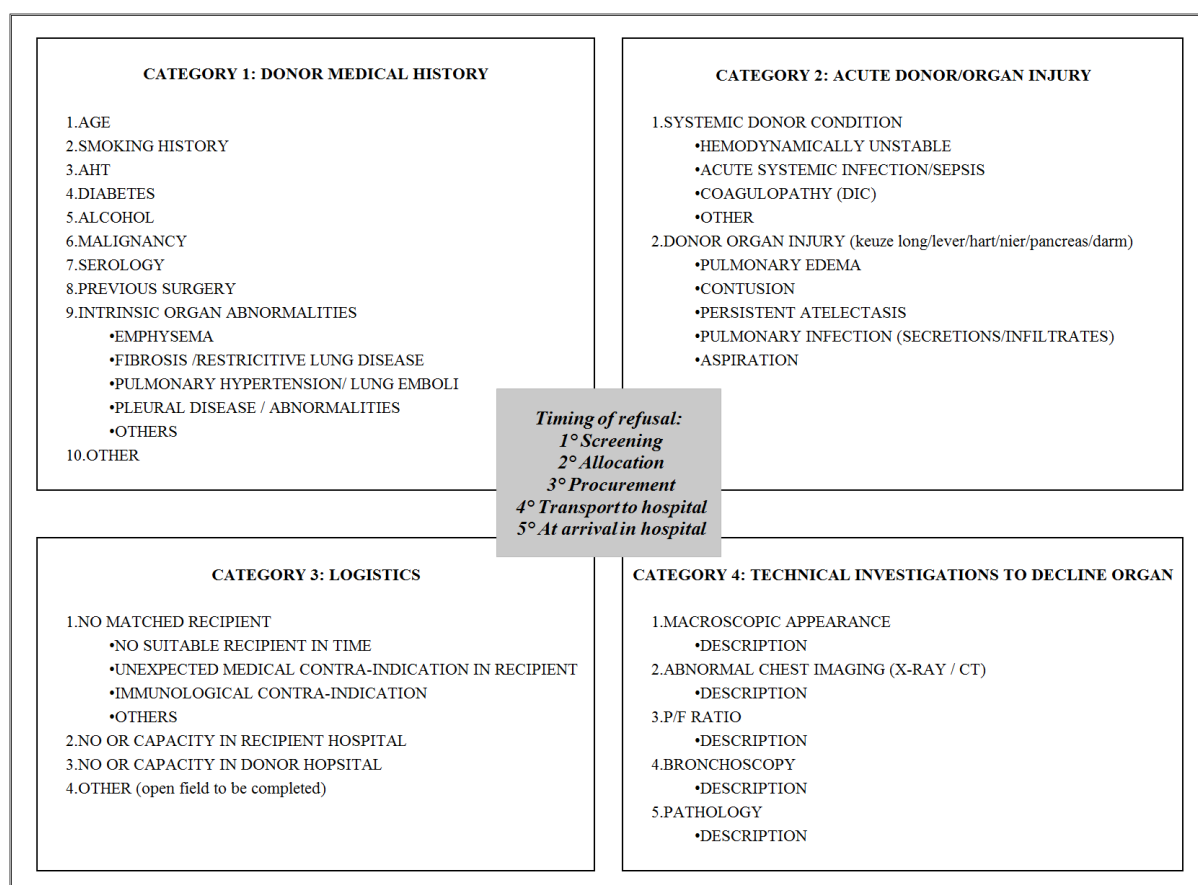 CATEGORY 1: DONOR MEDICAL HISTORY
1.AGE
2.SMOKING HISTORY
3.AHT
4.DIABETES
5.ALCOHOL
6.MALIGNANCY
7.SEROLOGY
8.PREVIOUS SURGERY
9.INTRINSIC ORGAN ABNORMALITIES
•EMPHYSEMA
•FIBROSIS /RESTRICITIVE LUNG DISEASE
•PULMONARY HYPERTENSION/ LUNG EMBOLI
•PLEURAL DISEASE / ABNORMALITIES
•OTHERS
10.OTHER
CATEGORY 2: ACUTE DONOR/ORGAN INJURY
1.SYSTEMIC DONOR CONDITION
•HEMODYNAMICALLY UNSTABLE
•ACUTE SYSTEMIC INFECTION/SEPSIS
•COAGULOPATHY (DIC)
•OTHER
2.DONOR ORGAN INJURY (keuze long/lever/hart/nier/pancreas/darm)
•PULMONARY EDEMA
•CONTUSION
•PERSISTENT ATELECTASIS
•PULMONARY INFECTION (SECRETIONS/INFILTRATES)
•ASPIRATION
Timing of refusal:
1° Screening
2° Allocation
3° Procurement
4° Transport to hospital
5° At arrival in hospital
CATEGORY 3: LOGISTICS
1.NO MATCHED RECIPIENT
•NO SUITABLE RECIPIENT IN TIME
•UNEXPECTED MEDICAL CONTRA-INDICATION IN RECIPIENT
•IMMUNOLOGICAL CONTRA-INDICATION
•OTHERS
2.NO OR CAPACITY IN RECIPIENT HOSPITAL
3.NO OR CAPACITY IN DONOR HOPSITAL
4.OTHER (open field to be completed)
CATEGORY 4: TECHNICAL INVESTIGATIONS TO DECLINE ORGAN
1.MACROSCOPIC APPEARANCE
•DESCRIPTION
2.ABNORMAL CHEST IMAGING (X-RAY / CT)
•DESCRIPTION
3.P/F RATIO
•DESCRIPTION
4.BRONCHOSCOPY
•DESCRIPTION
5.PATHOLOGY
•DESCRIPTION